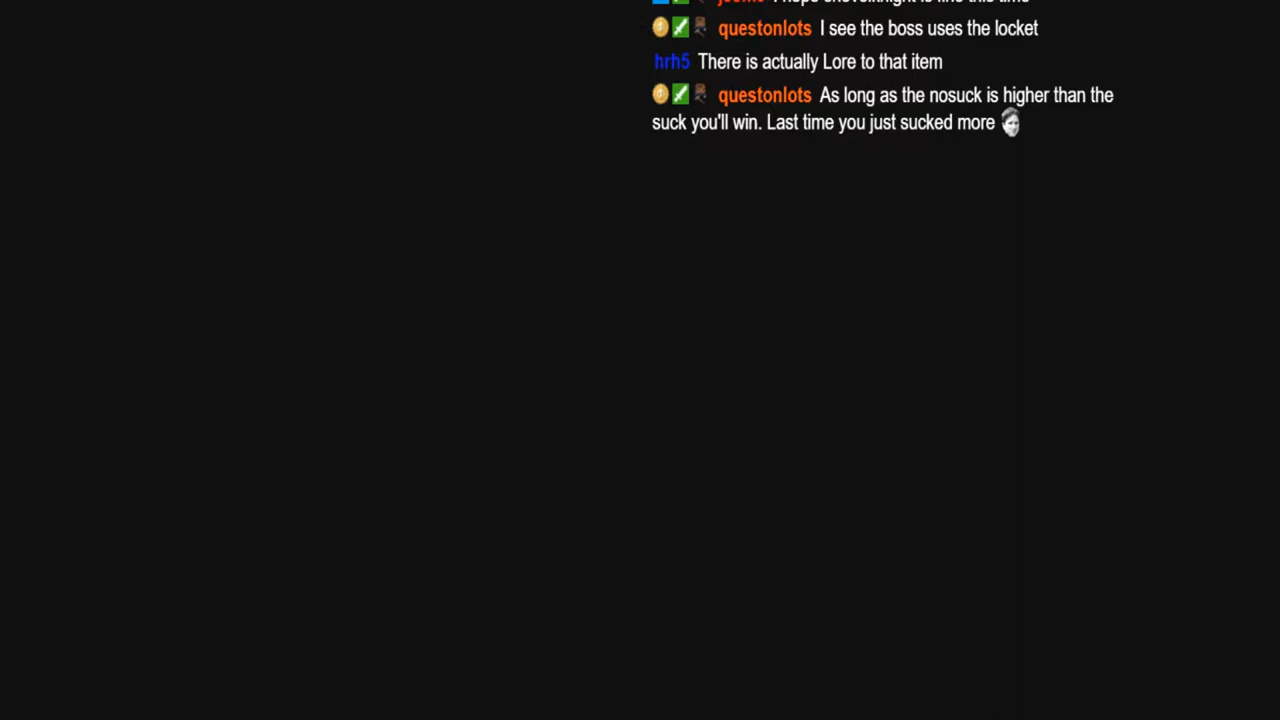 questonlots I see the boss uses the locket
hrh5 There is actually Lore to that item
questonlots As long as the nosuck is higher than the
suck you'll win. Last time you just sucked more